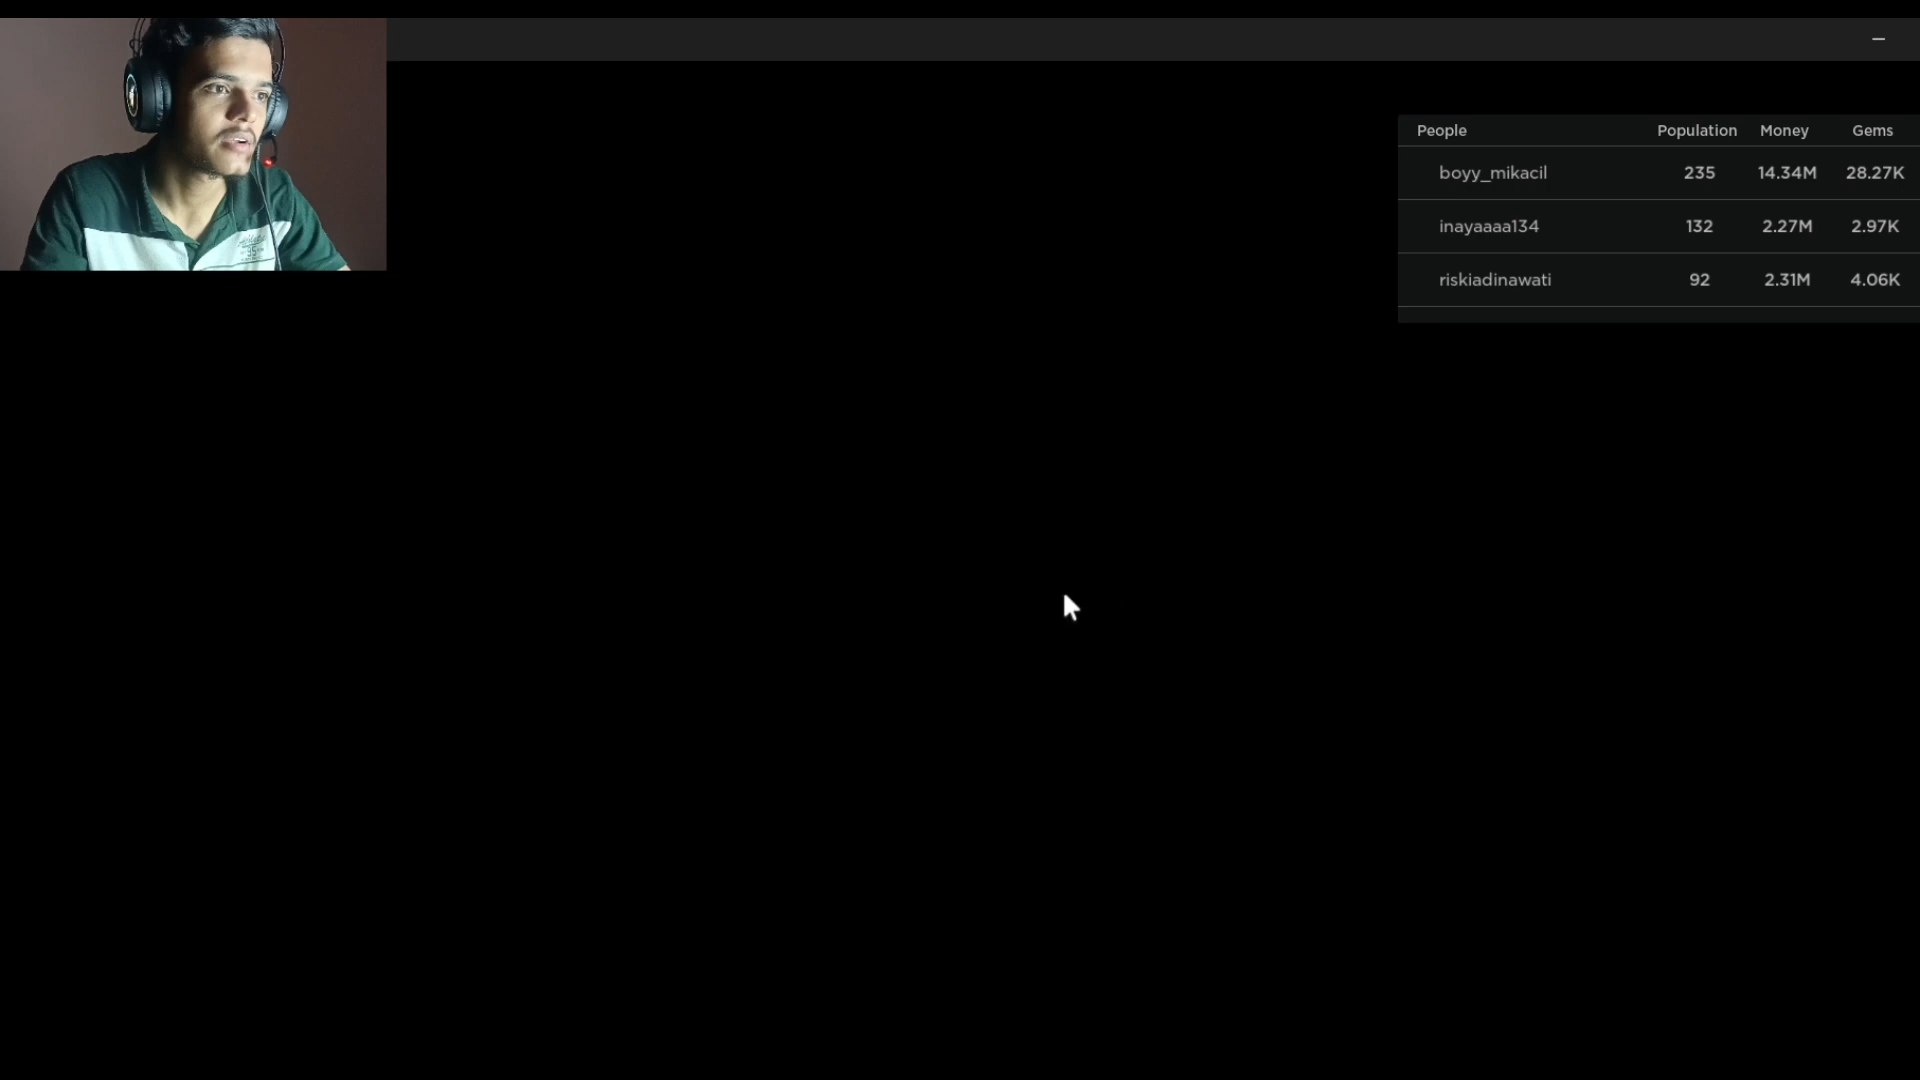 People Population Money Gems
boyy_mikacil 235 14.34M 28.27K
inayaaaa134 132 2.27M 2.97K
riskiadinawati 92 2.31M 4.06K